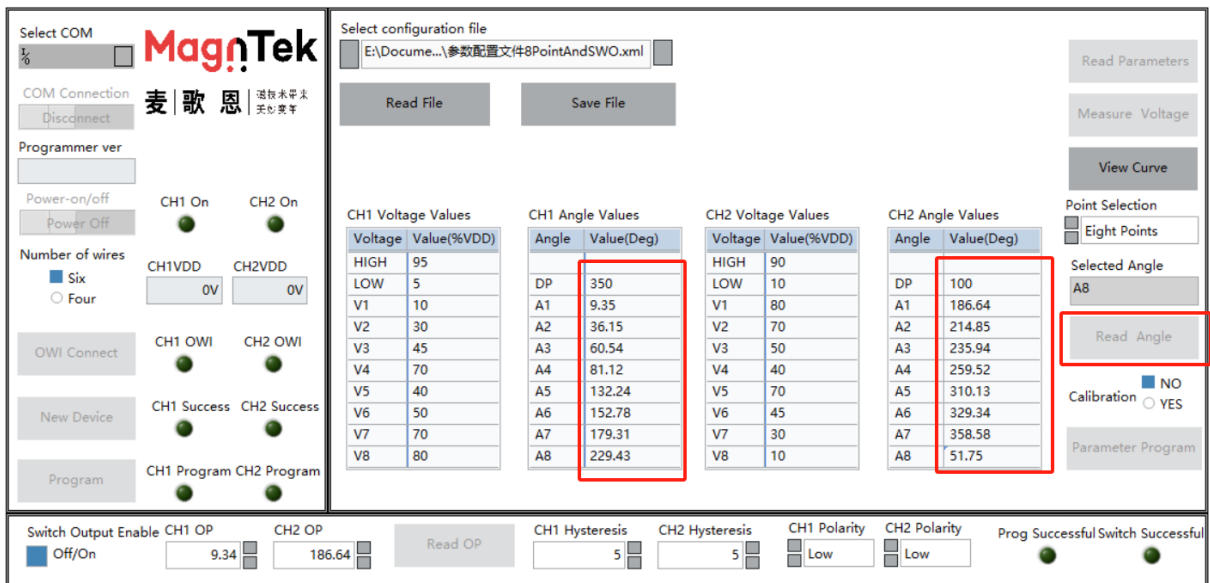 Select COM
MagnTek
COM Connection
Disconnect
麦 歌 恩 磁技术带来
美妙变革
Programmer ver
Power-on/off
Power Off
CH1 On CH2 On
Number of wires
Six
Four
CH1VDD CH2VDD
0V 0V
OWI Connect
CH1 OWI CH2 OWI
New Device
CH1 Success CH2 Success
Program
CH1 Program CH2 Program
Select configuration file
E:\Docume...\参数配置文件8PointAndSWO.xml
Read File Save File
CH1 Voltage Values
Voltage Value(%VDD)
HIGH 95
LOW 5
V1 10
V2 30
V3 45
V4 70
V5 40
V6 50
V7 70
V8 80
CH1 Angle Values
Angle Value(Deg)
DP 350
A1 9.35
A2 36.15
A3 60.54
A4 81.12
A5 132.24
A6 152.78
A7 179.31
A8 229.43
CH2 Voltage Values
Voltage Value(%VDD)
HIGH 90
LOW 10
V1 80
V2 70
V3 50
V4 40
V5 70
V6 45
V7 30
V8 10
CH2 Angle Values
Angle Value(Deg)
DP 100
A1 186.64
A2 214.85
A3 235.94
A4 259.52
A5 310.13
A6 329.34
A7 358.58
A8 51.75
Read Parameters
Measure Voltage
View Curve
Point Selection
Eight Points
Selected Angle
A8
Read Angle
Calibration NO
YES
Parameter Program
Switch Output Enable
Off/On
CH1 OP
9.34
CH2 OP
186.64
Read OP
CH1 Hysteresis
5
CH2 Hysteresis
5
CH1 Polarity
Low
CH2 Polarity
Low
Prog Successful Switch Successful